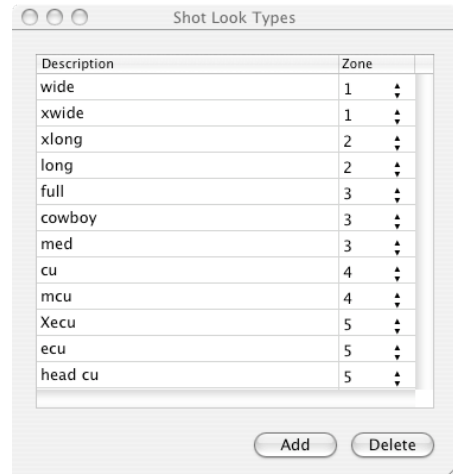 Shot Look Types
Description Zone
wide 1
xwide 1
xlong 2
long 2
full 3
cowboy 3
med 3
cu 4
mcu 4
Xecu 5
ecu 5
head cu 5
Add Delete